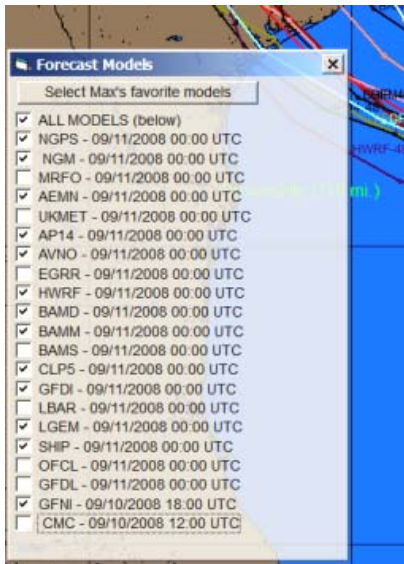 Forecast Models
Select Max's favorite models
ALL MODELS (below)
NGPS - 09/11/2008 00:00 UTC
NGM - 09/11/2008 00:00 UTC
MRFO - 09/11/2008 00:00 UTC
AEMN - 09/11/2008 00:00 UTC
UKMET - 09/11/2008 00:00 UTC
AP14 - 09/11/2008 00:00 UTC
AVNO - 09/11/2008 00:00 UTC
EGRR - 09/11/2008 00:00 UTC
HWRF - 09/11/2008 00:00 UTC
BAMD - 09/11/2008 00:00 UTC
BAMM - 09/11/2008 00:00 UTC
BAMS - 09/11/2008 00:00 UTC
CLP5 - 09/11/2008 00:00 UTC
GFDI - 09/11/2008 00:00 UTC
LBAR - 09/11/2008 00:00 UTC
LGEM - 09/11/2008 00:00 UTC
SHIP - 09/11/2008 00:00 UTC
OFCL - 09/11/2008 00:00 UTC
GFDL - 09/11/2008 00:00 UTC
GFNI - 09/10/2008 18:00 UTC
CMC - 09/10/2008 12:00 UTC
mi.)